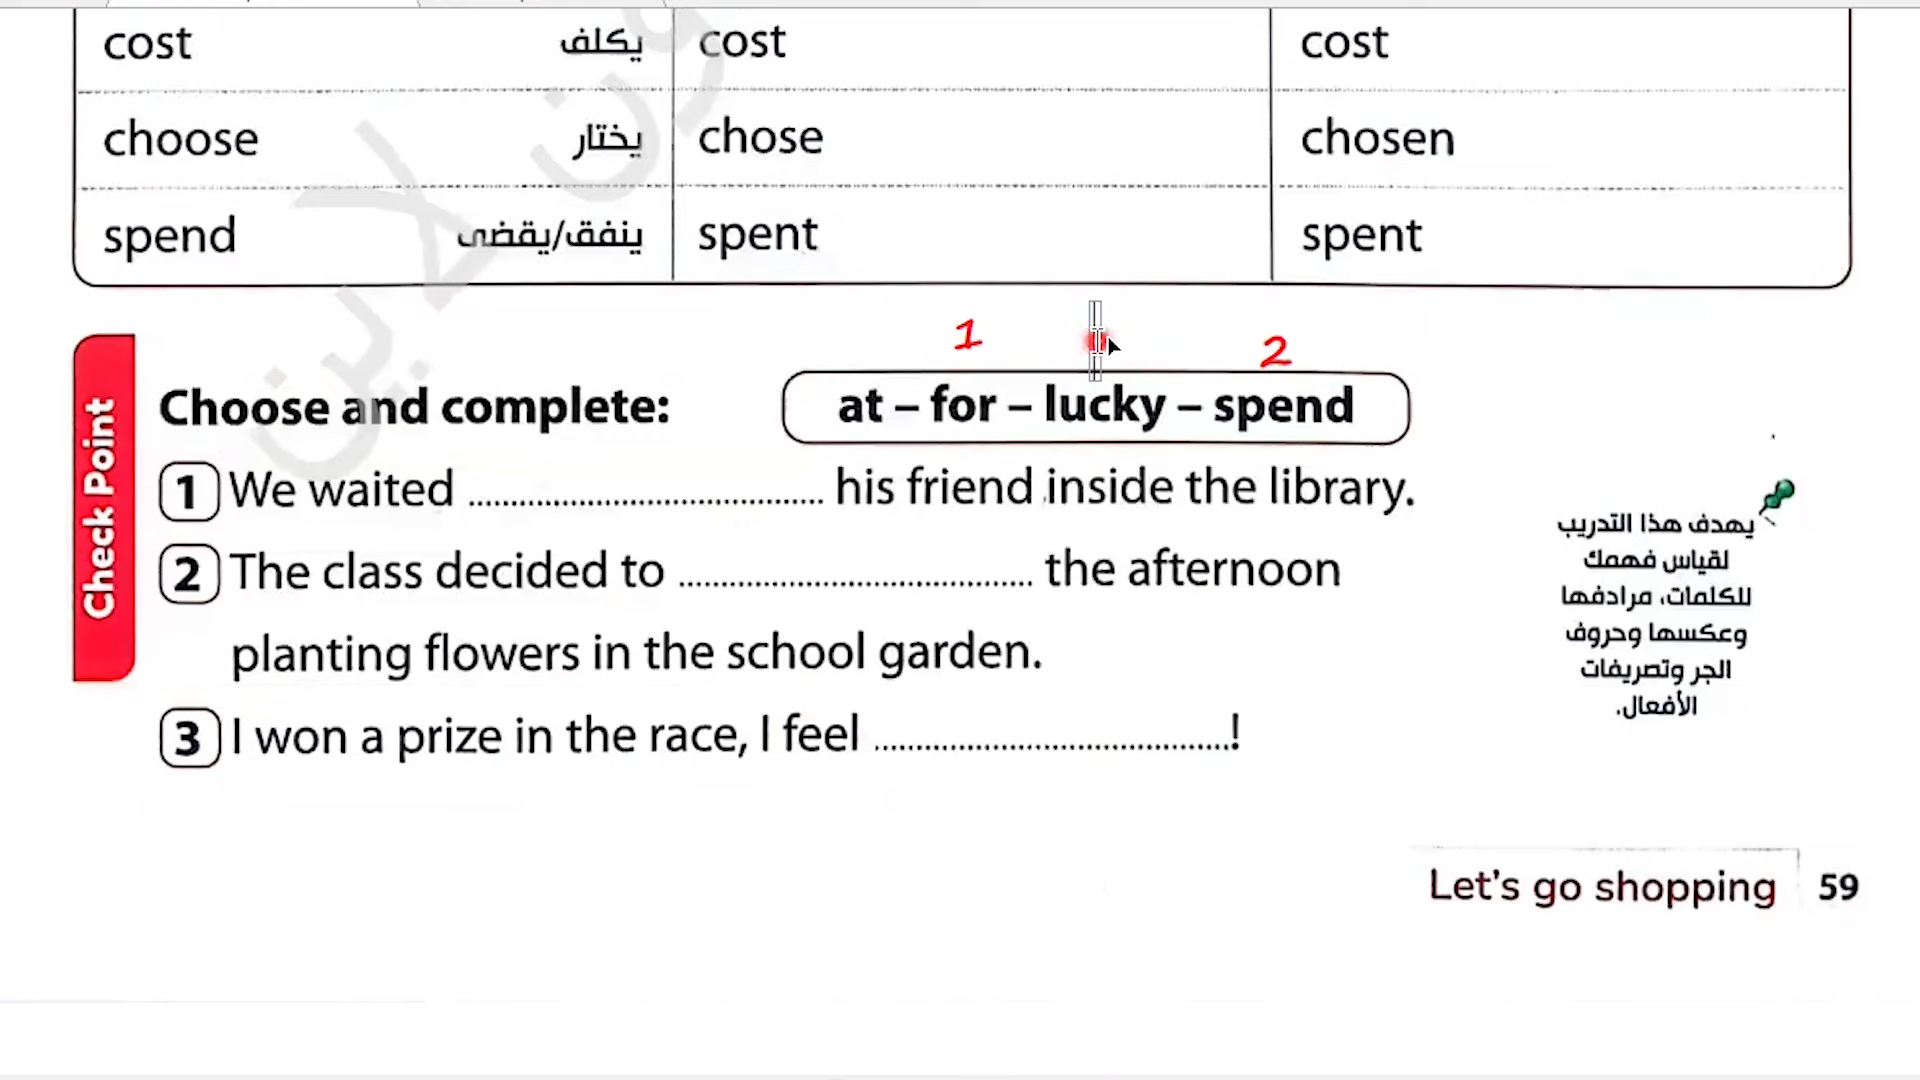 cost يكلف cost cost
choose يختار chose chosen
spend ينفق/يقضى spent spent
1 2
Check Point
Choose and complete: at – for – lucky – spend
1 We waited ........................................ his friend inside the library.
2 The class decided to ........................................ the afternoon
planting flowers in the school garden.
3 I won a prize in the race, I feel ........................................!
يهدف هذا التدريب
لقياس فهمك
للكلمات، مرادفها
وعكسها وحروف
الجر وتصريفات
الأفعال.
Let's go shopping 59